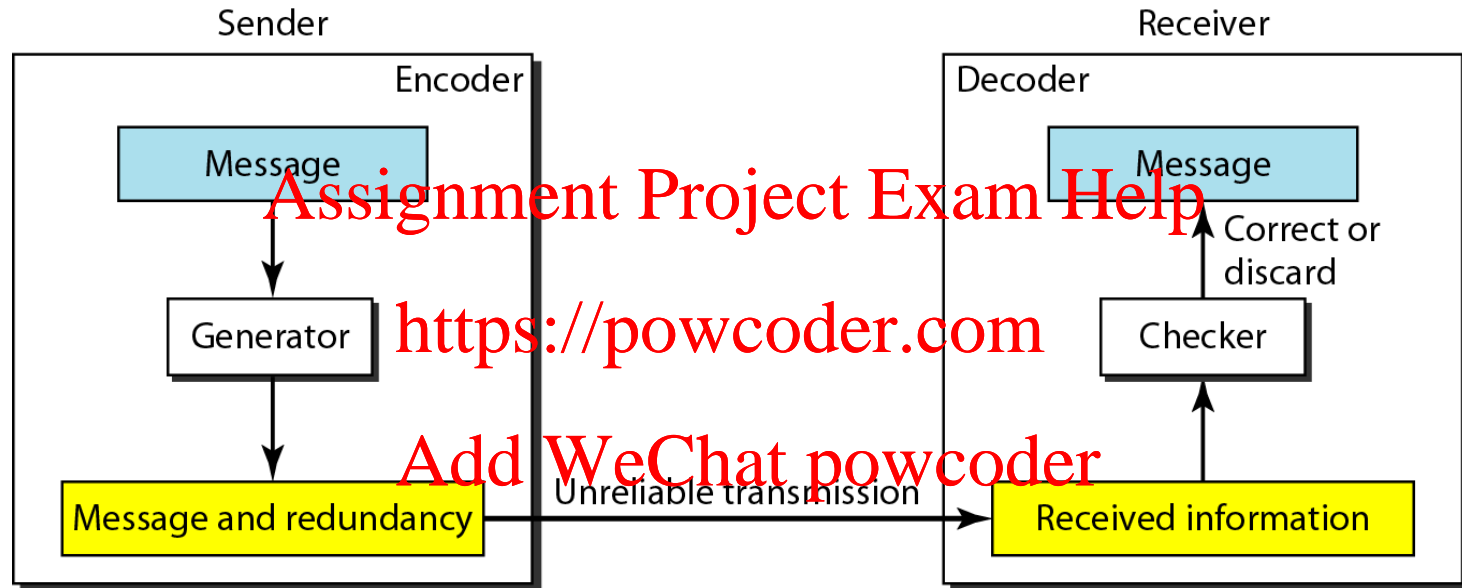 Sender
Receiver
Encoder
Decoder
Message
Message
Assignment Project Exam Help
Correct or
discard
Generator
https://powcoder.com
Checker
Add WeChat powcoder
Unreliable transmission
Message and redundancy
Received information